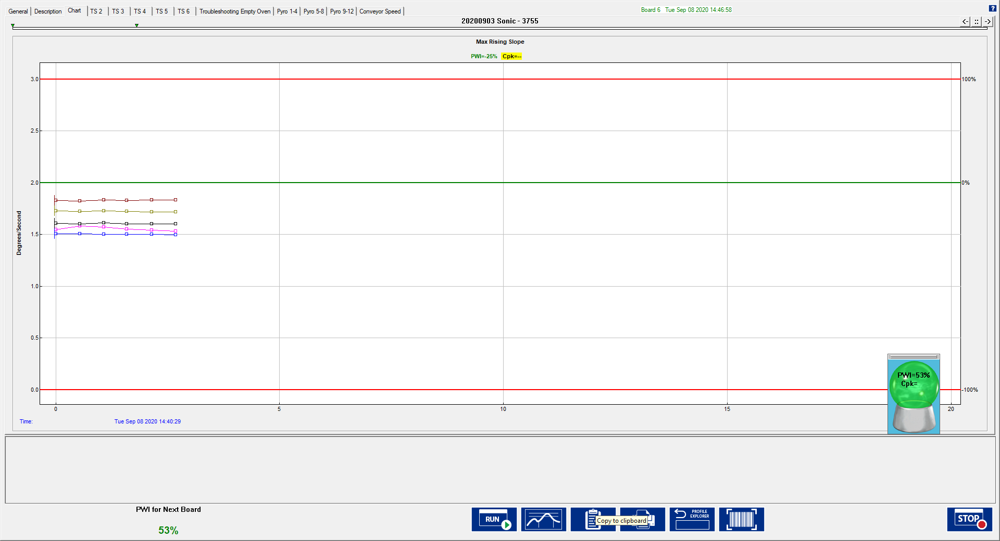 General Description Chart TS 2 TS 3 TS 4 TS 5 TS 6 Troubleshooting Empty Oven Pyro 1-4 Pyro 5-8 Pyro 9-12 Conveyor Speed
Board 6 Tue Sep 08 2020 14:46:58
?
20200903 Sonic - 3755
<- :: ->
Max Rising Slope
PWI=-25% Cpk=--
3.0
100%
2.5
2.0
0%
Degrees/Second
1.5
1.0
0.5
PWI=53%
Cpk=
0.0
-100%
0 5 10 15 20
Time: Tue Sep 08 2020 14:40:29
PWI for Next Board
53%
RUN
Copy to clipboard
PROFILE
EXPLORER
STOP